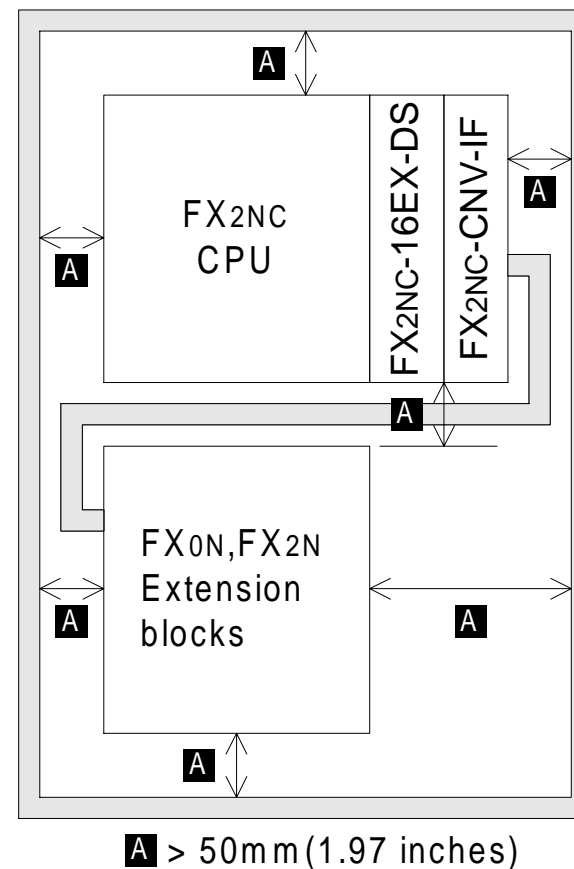 A
FX2NC
CPU
FX2NC-16EX-DS
FX2NC-CNV-IF
A
A
A
FX0N,FX2N
Extension
blocks
A
A
A
A > 50mm(1.97 inches)